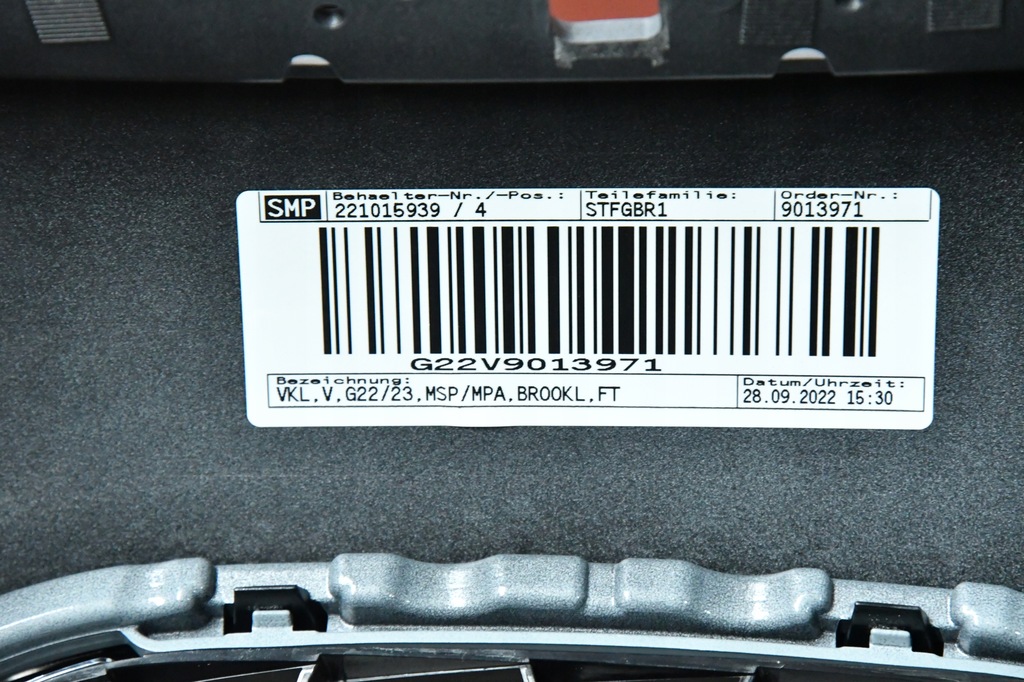 SMP Behaelter-Nr./-Pos.: Teilefamilie: Order-Nr.:
221015939 / 4 STFGBR1 9013971
G22V9013971
Bezeichnung: Datum/Uhrzeit:
VKL,V,G22/23,MSP/MPA,BROOKL,FT 28.09.2022 15:30